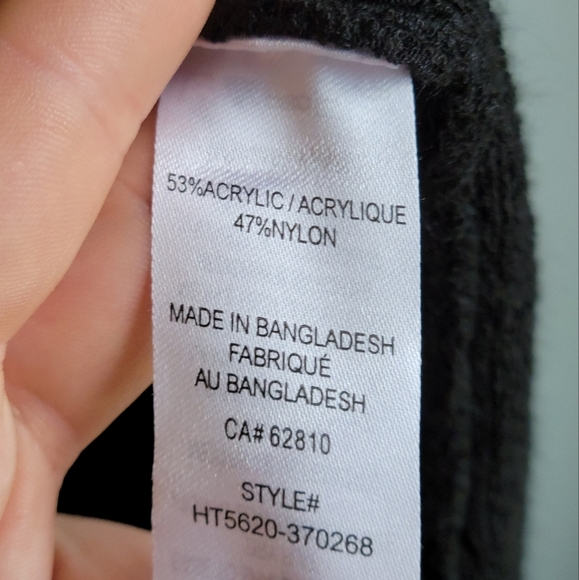 53%ACRYLIC / ACRYLIQUE
47%NYLON
MADE IN BANGLADESH
FABRIQUÉ
AU BANGLADESH
CA# 62810
STYLE#
HT5620-370268